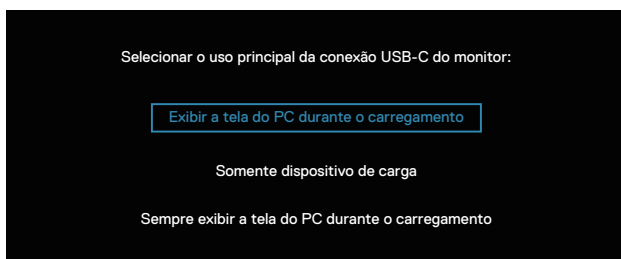 Selecionar o uso principal da conexão USB-C do monitor:
Exibir a tela do PC durante o carregamento
Somente dispositivo de carga
Sempre exibir a tela do PC durante o carregamento